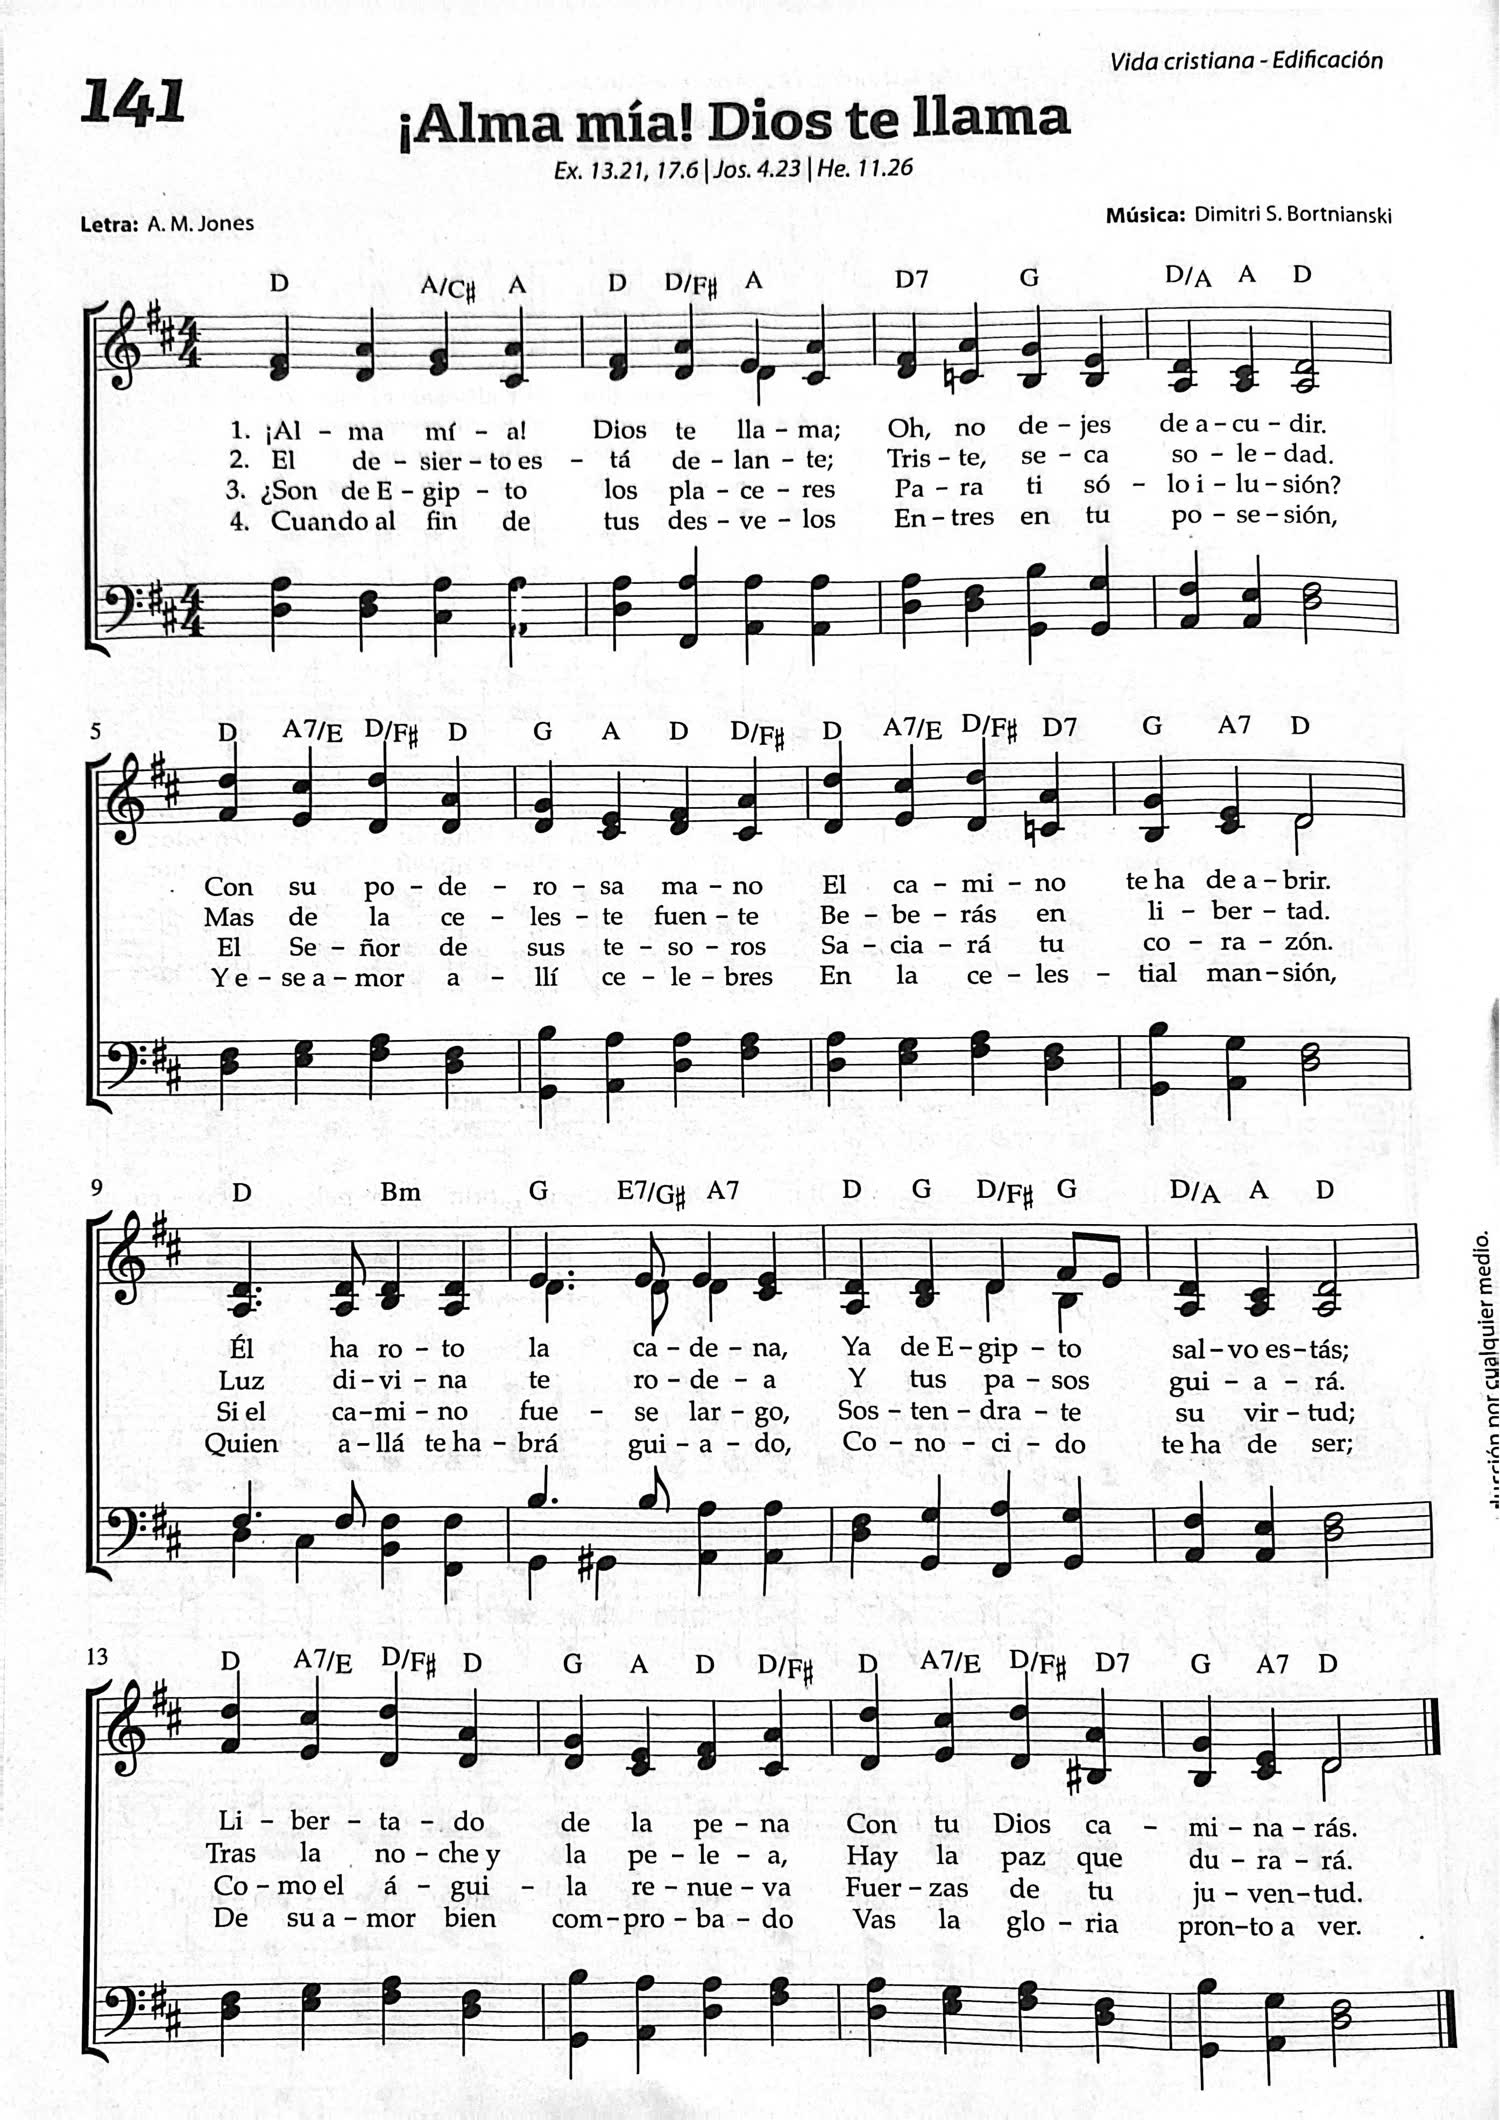 Vida cristiana - Edificación
141
¡Alma mía! Dios te llama
Ex. 13.21, 17.6 | Jos. 4.23 | He. 11.26
Letra: A. M. Jones
Música: Dimitri S. Bortnianski
D A/C♯ A D D/F♯ A D7 G D/A A D
1. ¡Al - ma mí - a! Dios te lla - ma; Oh, no de - jes de a - cu - dir.
2. El de - sier - to es - tá de - lan - te; Tris - te, se - ca so - le - dad.
3. ¿Son de E - gip - to los pla - ce - res Pa - ra ti só - lo i - lu - sión?
4. Cuando al fin de tus des - ve - los En - tres en tu po - se - sión,
5
D A7/E D/F♯ D G A D D/F♯ D A7/E D/F♯ D7 G A7 D
Con su po - de - ro - sa ma - no El ca - mi - no te ha de a - brir.
Mas de la ce - les - te fuen - te Be - be - rás en li - ber - tad.
El Se - ñor de sus te - so - ros Sa - cia - rá tu co - ra - zón.
Y e - se a - mor a - llí ce - le - bres En la ce - les - tial man - sión,
9
D Bm G E7/G♯ A7 D G D/F♯ G D/A A D
Él ha ro - to la ca - de - na, Ya de E - gip - to sal - vo es - tás;
Luz di - vi - na te ro - de - a Y tus pa - sos gui - a - rá.
Si el ca - mi - no fue - se lar - go, Sos - ten - dra - te su vir - tud;
Quien a - llá te ha - brá gui - a - do, Co - no - ci - do te ha de ser;
13
D A7/E D/F♯ D G A D D/F♯ D A7/E D/F♯ D7 G A7 D
Li - ber - ta - do de la pe - na Con tu Dios ca - mi - na - rás.
Tras la no - che y la pe - le - a, Hay la paz que du - ra - rá.
Co - mo el á - gui - la re - nue - va Fuer - zas de tu ju - ven - tud.
De su a - mor bien com - pro - ba - do Vas la glo - ria pron - to a ver.
por cualquier medio.